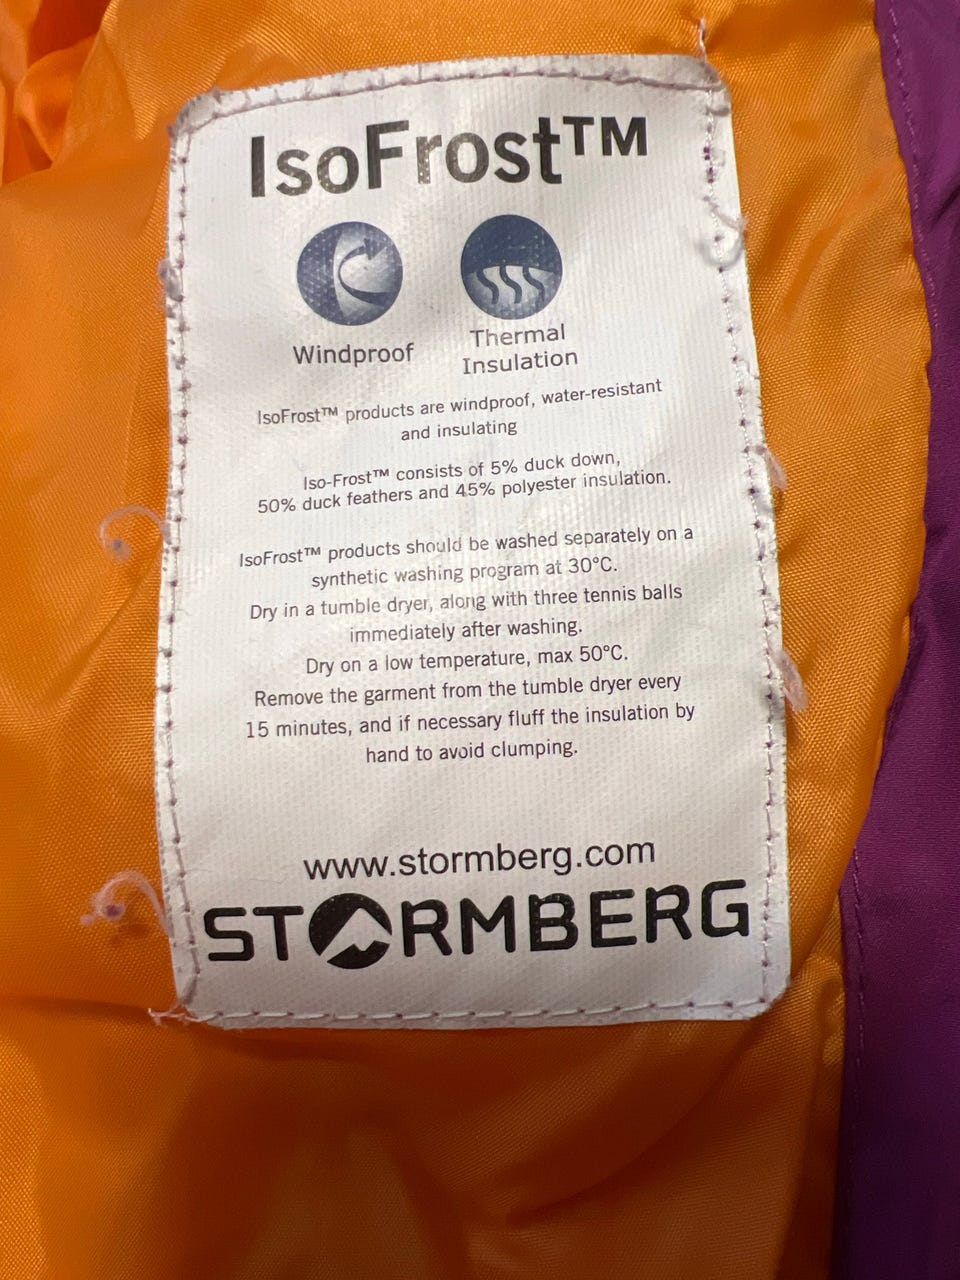 IsoFrost™
Windproof
Thermal
Insulation
IsoFrost™ products are windproof, water-resistant
and insulating
Iso-Frost™ consists of 5% duck down,
50% duck feathers and 45% polyester insulation.
IsoFrost™ products should be washed separately on a
synthetic washing program at 30°C.
Dry in a tumble dryer, along with three tennis balls
immediately after washing.
Dry on a low temperature, max 50°C.
Remove the garment from the tumble dryer every
15 minutes, and if necessary fluff the insulation by
hand to avoid clumping.
www.stormberg.com
STORMBERG